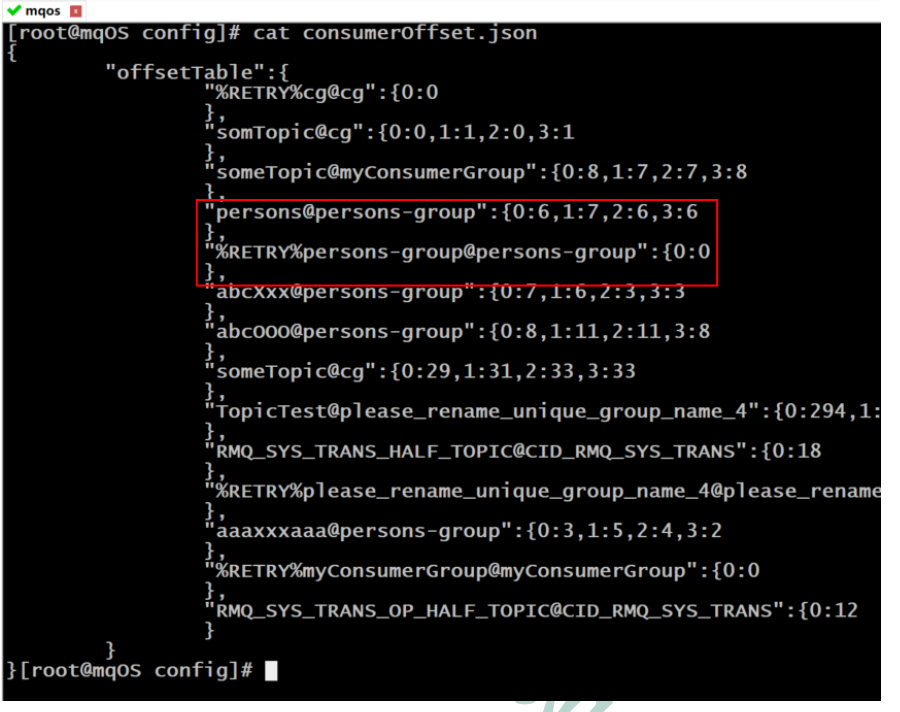 mqos
[root@mqOS config]# cat consumerOffset.json
{
"offsetTable":{
"%RETRY%cg@cg":{0:0
},
"somTopic@cg":{0:0,1:1,2:0,3:1
},
"someTopic@myConsumerGroup":{0:8,1:7,2:7,3:8
},
"persons@persons-group":{0:6,1:7,2:6,3:6
},
"%RETRY%persons-group@persons-group":{0:0
},
"abcXxx@persons-group":{0:7,1:6,2:3,3:3
},
"abcOOO@persons-group":{0:8,1:11,2:11,3:8
},
"someTopic@cg":{0:29,1:31,2:33,3:33
},
"TopicTest@please_rename_unique_group_name_4":{0:294,1:
},
"RMQ_SYS_TRANS_HALF_TOPIC@CID_RMQ_SYS_TRANS":{0:18
},
"%RETRY%please_rename_unique_group_name_4@please_rename
},
"aaaxxxaaa@persons-group":{0:3,1:5,2:4,3:2
},
"%RETRY%myConsumerGroup@myConsumerGroup":{0:0
},
"RMQ_SYS_TRANS_OP_HALF_TOPIC@CID_RMQ_SYS_TRANS":{0:12
}
}
}[root@mqOS config]#